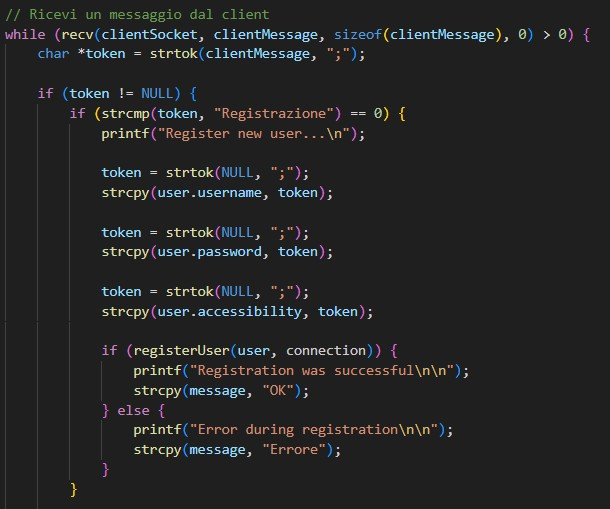 // Ricevi un messaggio dal client
while (recv(clientSocket, clientMessage, sizeof(clientMessage), 0) > 0) {
    char *token = strtok(clientMessage, ";");

    if (token != NULL) {
        if (strcmp(token, "Registrazione") == 0) {
            printf("Register new user...\n");

            token = strtok(NULL, ";");
            strcpy(user.username, token);

            token = strtok(NULL, ";");
            strcpy(user.password, token);

            token = strtok(NULL, ";");
            strcpy(user.accessibility, token);

            if (registerUser(user, connection)) {
                printf("Registration was successful\n\n");
                strcpy(message, "OK");
            } else {
                printf("Error during registration\n\n");
                strcpy(message, "Errore");
            }
        }